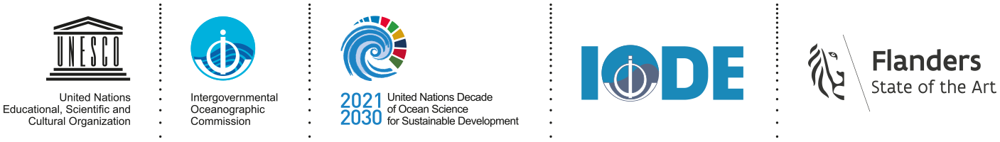 UNESCO
United Nations
Educational, Scientific and
Cultural Organization
Intergovernmental
Oceanographic
Commission
2021
2030
United Nations Decade
of Ocean Science
for Sustainable Development
IODE
Flanders
State of the Art